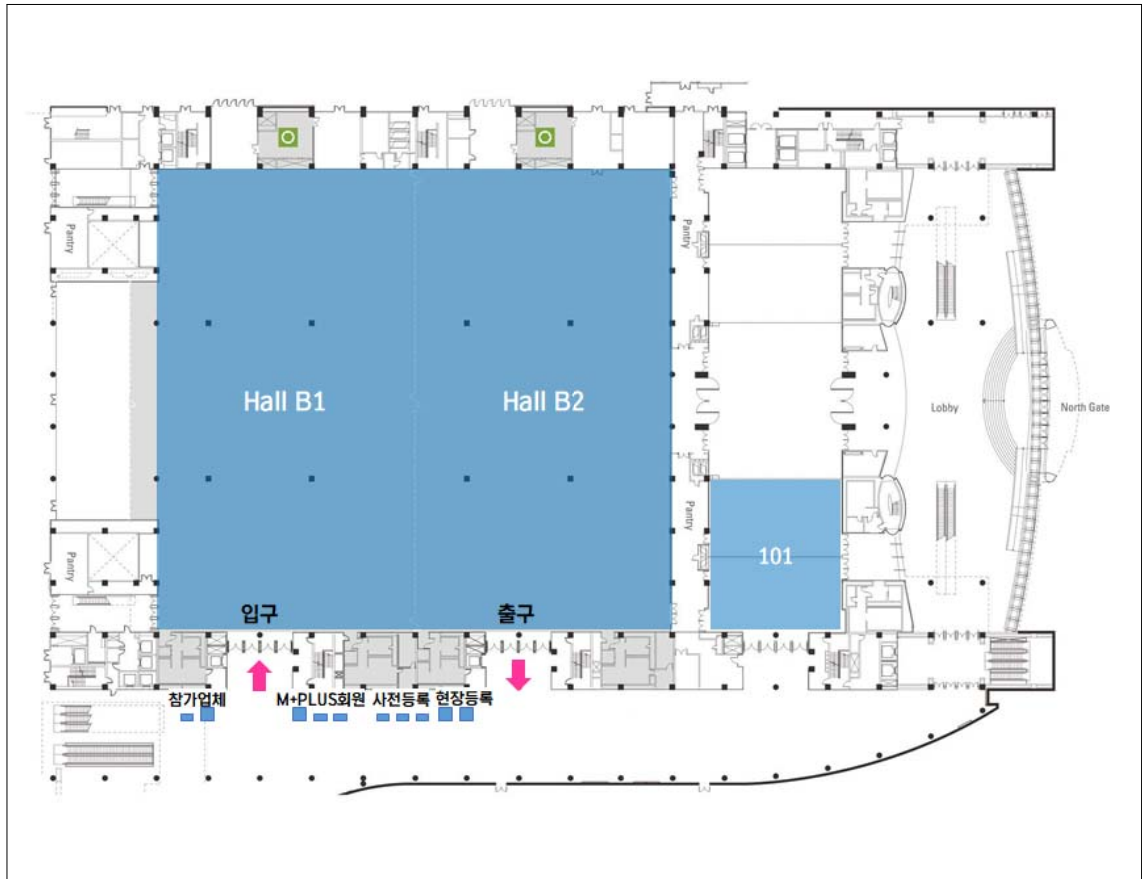 Pantry
Pantry
Hall B1
Hall B2
Lobby
North Gate
Pantry
Pantry
101
입구
출구
참가업체
M+PLUS회원
사전등록
현장등록